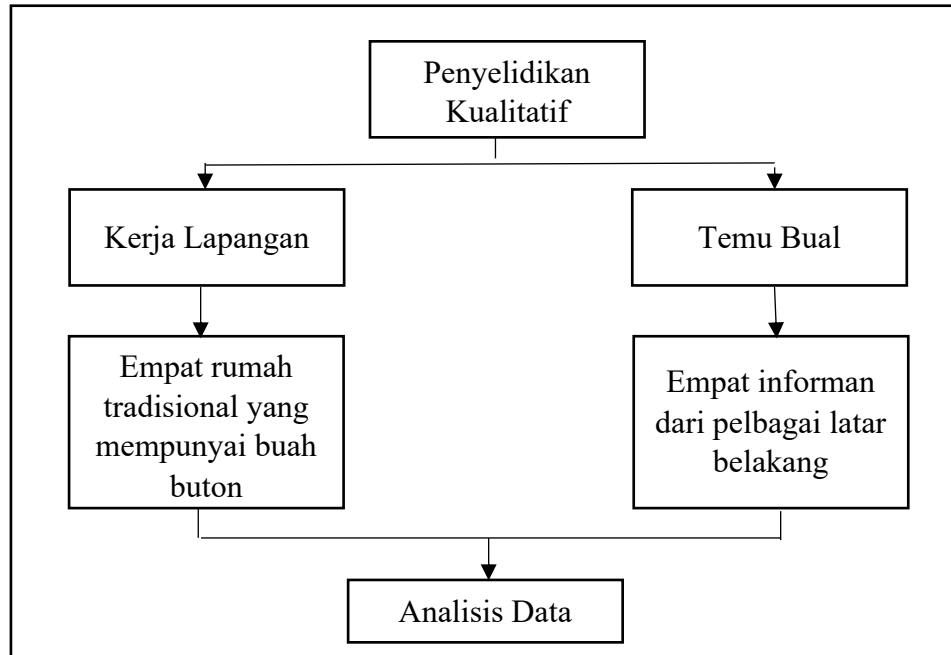 Penyelidikan
Kualitatif
Kerja Lapangan
Temu Bual
Empat rumah
tradisional yang
mempunyai buah
buton
Empat informan
dari pelbagai latar
belakang
Analisis Data